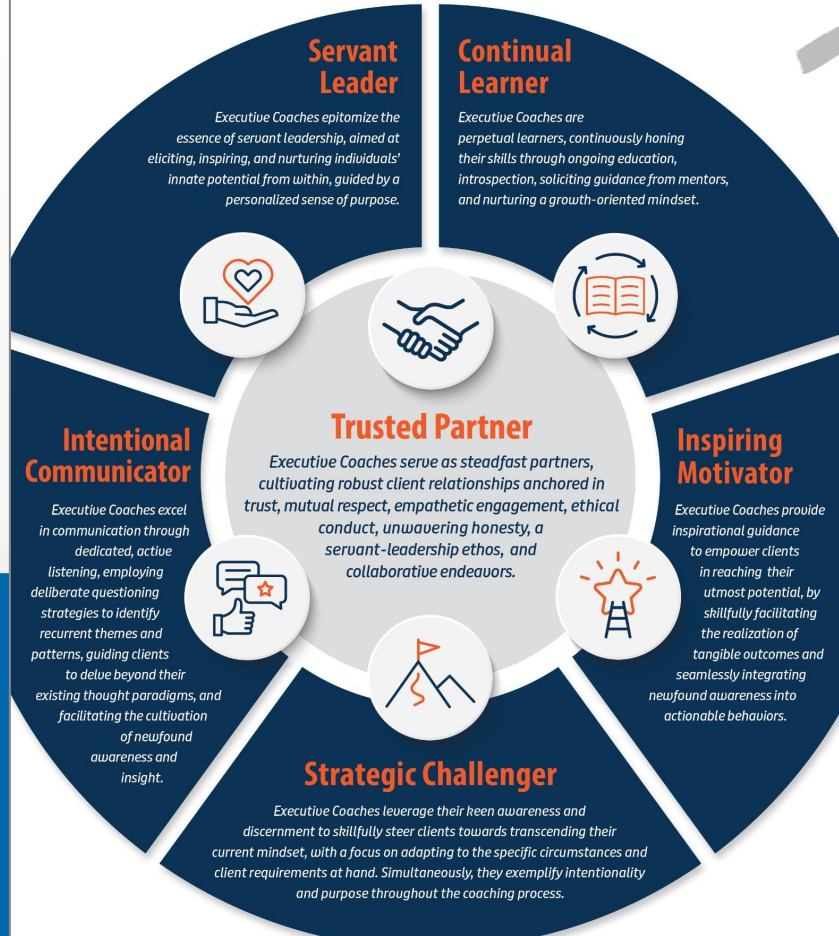 Servant
Leader
Executive Coaches epitomize the
essence of servant leadership, aimed at
eliciting, inspiring, and nurturing individuals'
innate potential from within, guided by a
personalized sense of purpose.
Continual
Learner
Executive Coaches are
perpetual learners, continuously honing
their skills through ongoing education,
introspection, soliciting guidance from mentors,
and nurturing a growth-oriented mindset.
Trusted Partner
Executive Coaches serve as steadfast partners,
cultivating robust client relationships anchored in
trust, mutual respect, empathetic engagement, ethical
conduct, unwavering honesty, a
servant-leadership ethos, and
collaborative endeavors.
Intentional
Communicator
Executive Coaches excel
in communication through
dedicated, active
listening, employing
deliberate questioning
strategies to identify
recurrent themes and
patterns, guiding clients
to delve beyond their
existing thought paradigms, and
facilitating the cultivation
of newfound
awareness and
insight.
Inspiring
Motivator
Executive Coaches provide
inspirational guidance
to empower clients
in reaching their
utmost potential, by
skillfully facilitating
the realization of
tangible outcomes and
seamlessly integrating
newfound awareness into
actionable behaviors.
Strategic Challenger
Executive Coaches leverage their keen awareness and
discernment to skillfully steer clients towards transcending their
current mindset, with a focus on adapting to the specific circumstances and
client requirements at hand. Simultaneously, they exemplify intentionality
and purpose throughout the coaching process.